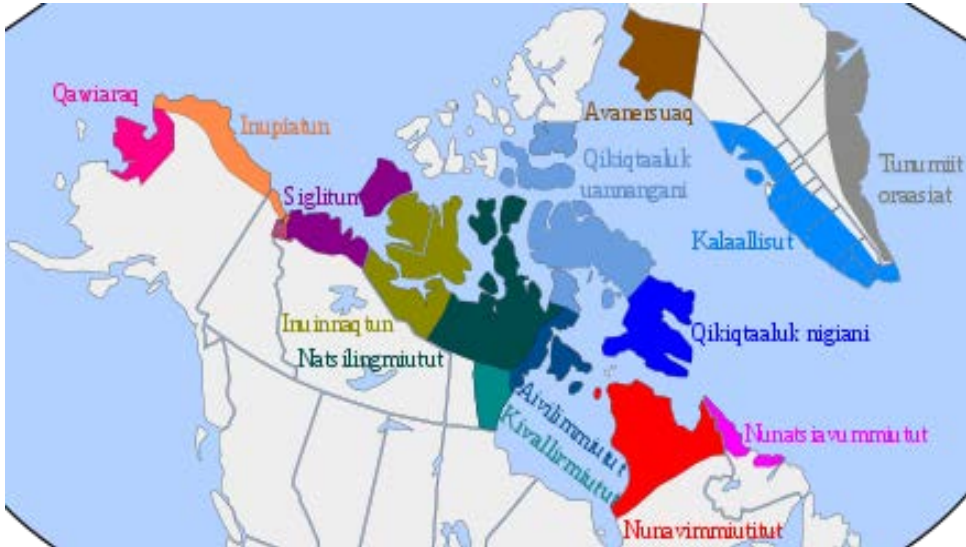 Qawiaraq
Inupiatun
Avanersuaq
Qikiqtaaluk
uannangani
Tunumiit
oraasiat
Siglitun
Kalaallisut
Inuinnaqtun
Natsilingmiutut
Qikiqtaaluk nigiani
Aivilimmiutut
Kivallirmiutut
Nunatsiavummiutut
Nunavimmiutitut